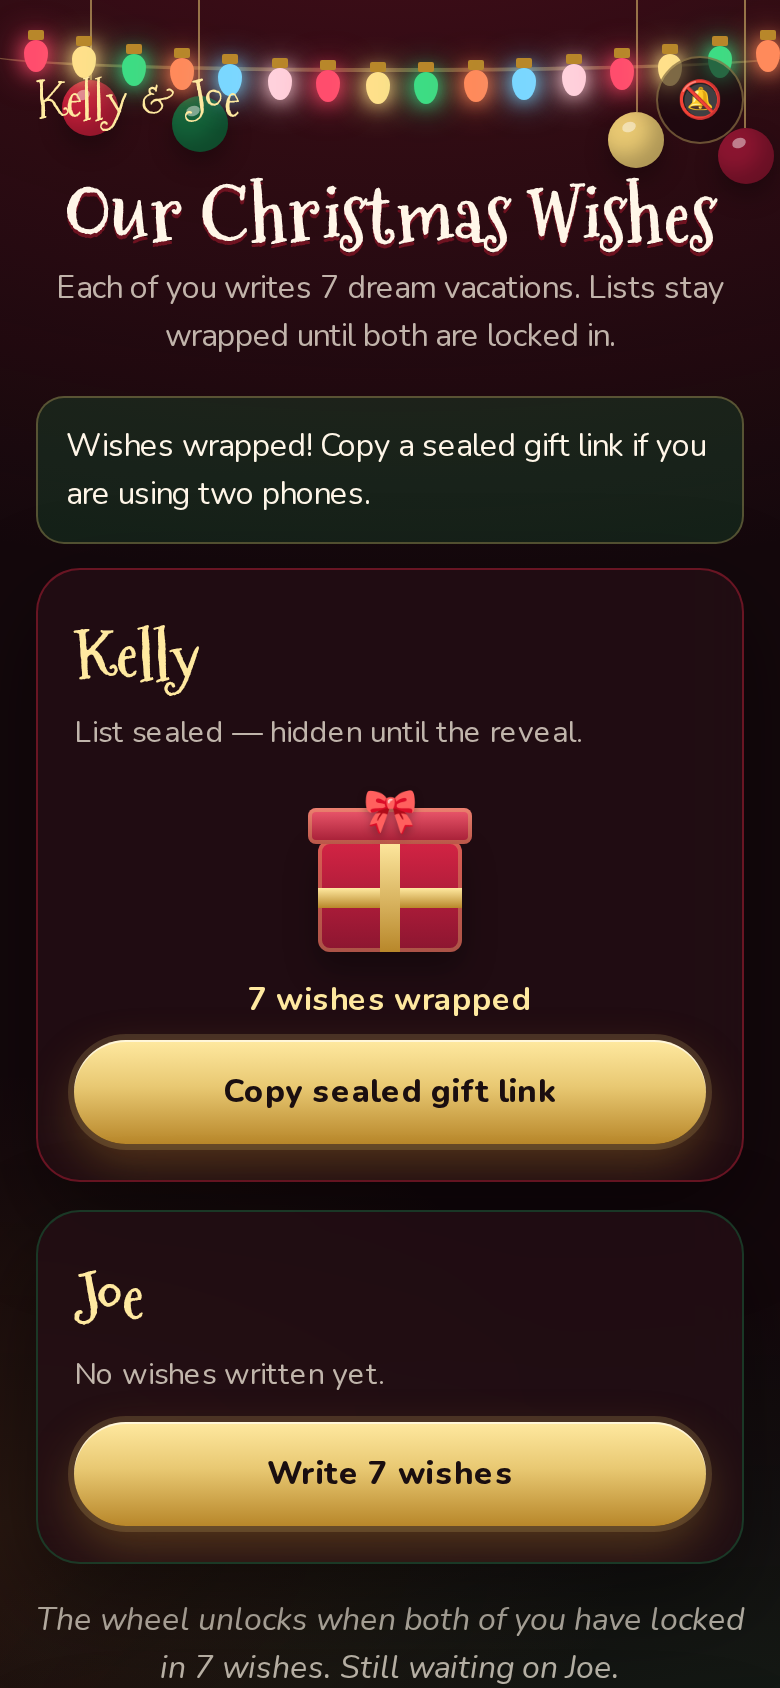 Kelly & Joe
Our Christmas Wishes
Each of you writes 7 dream vacations. Lists stay
wrapped until both are locked in.
Wishes wrapped! Copy a sealed gift link if you
are using two phones.
Kelly
List sealed — hidden until the reveal.
7 wishes wrapped
Copy sealed gift link
Joe
No wishes written yet.
Write 7 wishes
The wheel unlocks when both of you have locked
in 7 wishes. Still waiting on Joe.